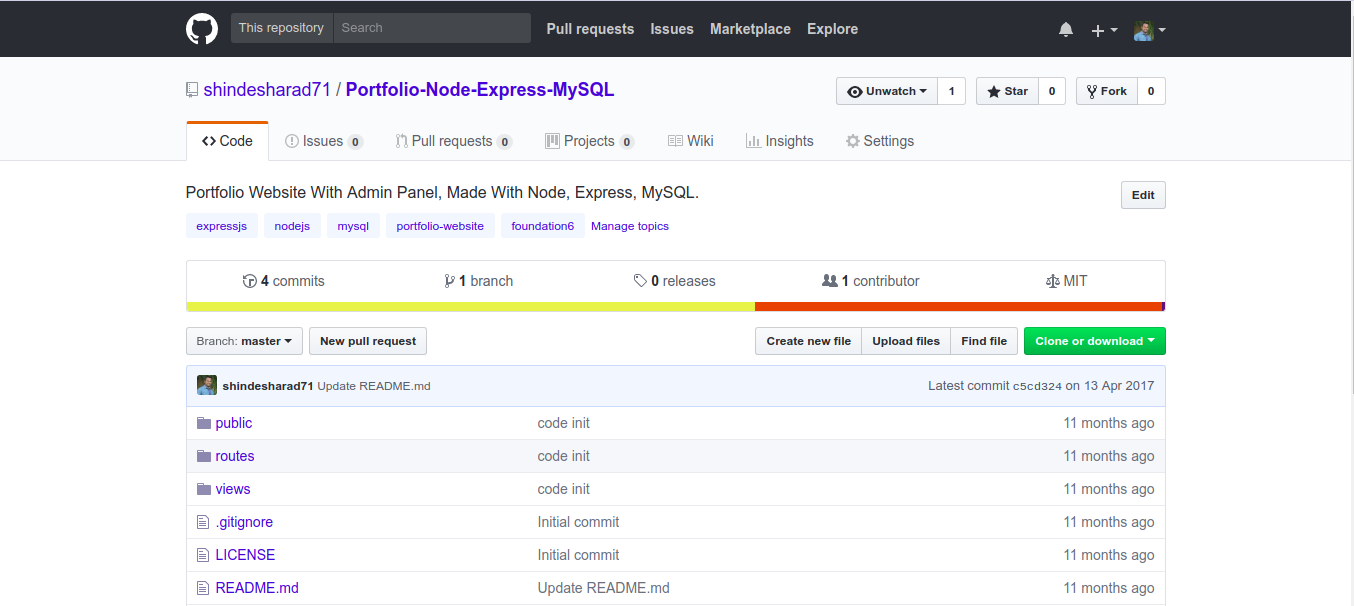 This repository Search Pull requests Issues Marketplace Explore
shindesharad71 / Portfolio-Node-Express-MySQL Unwatch 1 Star 0 Fork 0
Code Issues 0 Pull requests 0 Projects 0 Wiki Insights Settings
Portfolio Website With Admin Panel, Made With Node, Express, MySQL. Edit
expressjs nodejs mysql portfolio-website foundation6 Manage topics
4 commits 1 branch 0 releases 1 contributor MIT
Branch: master New pull request Create new file Upload files Find file Clone or download
shindesharad71 Update README.md Latest commit c5cd324 on 13 Apr 2017
public code init 11 months ago
routes code init 11 months ago
views code init 11 months ago
.gitignore Initial commit 11 months ago
LICENSE Initial commit 11 months ago
README.md Update README.md 11 months ago